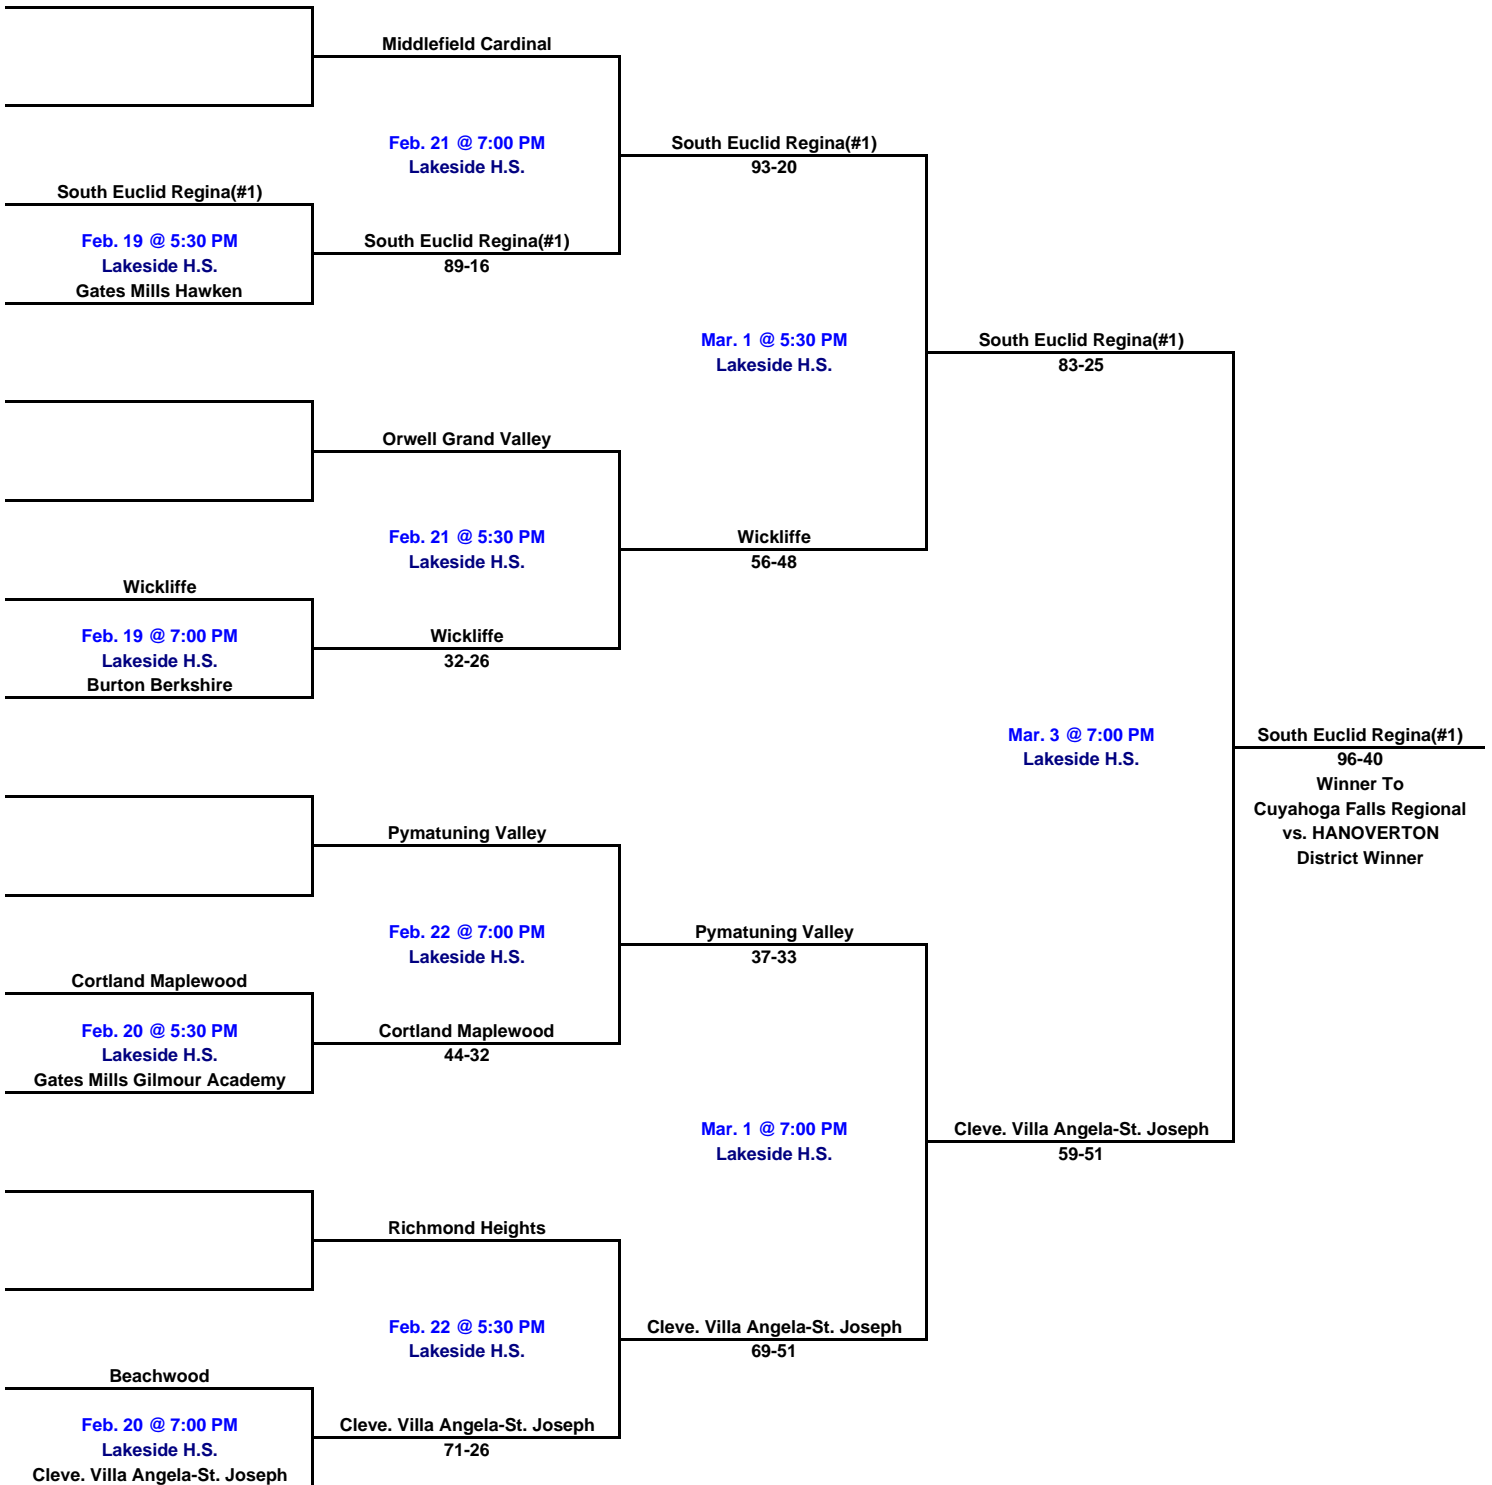 Middlefield Cardinal
Feb. 21 @ 7:00 PM
Lakeside H.S.
South Euclid Regina(#1)
93-20
South Euclid Regina(#1)
Feb. 19 @ 5:30 PM
Lakeside H.S.
Gates Mills Hawken
South Euclid Regina(#1)
89-16
Mar. 1 @ 5:30 PM
Lakeside H.S.
South Euclid Regina(#1)
83-25
Orwell Grand Valley
Feb. 21 @ 5:30 PM
Lakeside H.S.
Wickliffe
56-48
Wickliffe
Feb. 19 @ 7:00 PM
Lakeside H.S.
Burton Berkshire
Wickliffe
32-26
Mar. 3 @ 7:00 PM
Lakeside H.S.
South Euclid Regina(#1)
96-40
Winner To
Cuyahoga Falls Regional
vs. HANOVERTON
District Winner
Pymatuning Valley
Feb. 22 @ 7:00 PM
Lakeside H.S.
Pymatuning Valley
37-33
Cortland Maplewood
Feb. 20 @ 5:30 PM
Lakeside H.S.
Gates Mills Gilmour Academy
Cortland Maplewood
44-32
Mar. 1 @ 7:00 PM
Lakeside H.S.
Cleve. Villa Angela-St. Joseph
59-51
Richmond Heights
Feb. 22 @ 5:30 PM
Lakeside H.S.
Cleve. Villa Angela-St. Joseph
69-51
Beachwood
Feb. 20 @ 7:00 PM
Lakeside H.S.
Cleve. Villa Angela-St. Joseph
Cleve. Villa Angela-St. Joseph
71-26